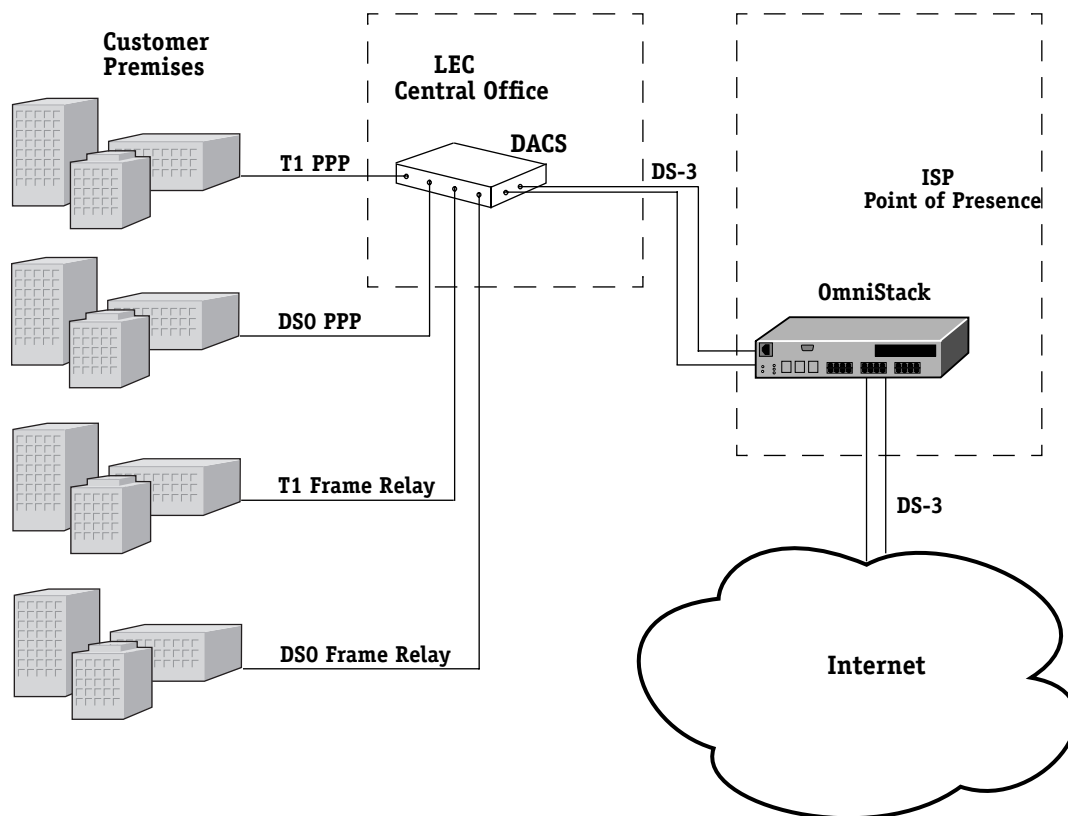 Customer
Premises
LEC
Central Office
DACS
T1 PPP
DS-3
ISP
Point of Presence
OmniStack
DS0 PPP
T1 Frame Relay
DS-3
DS0 Frame Relay
Internet